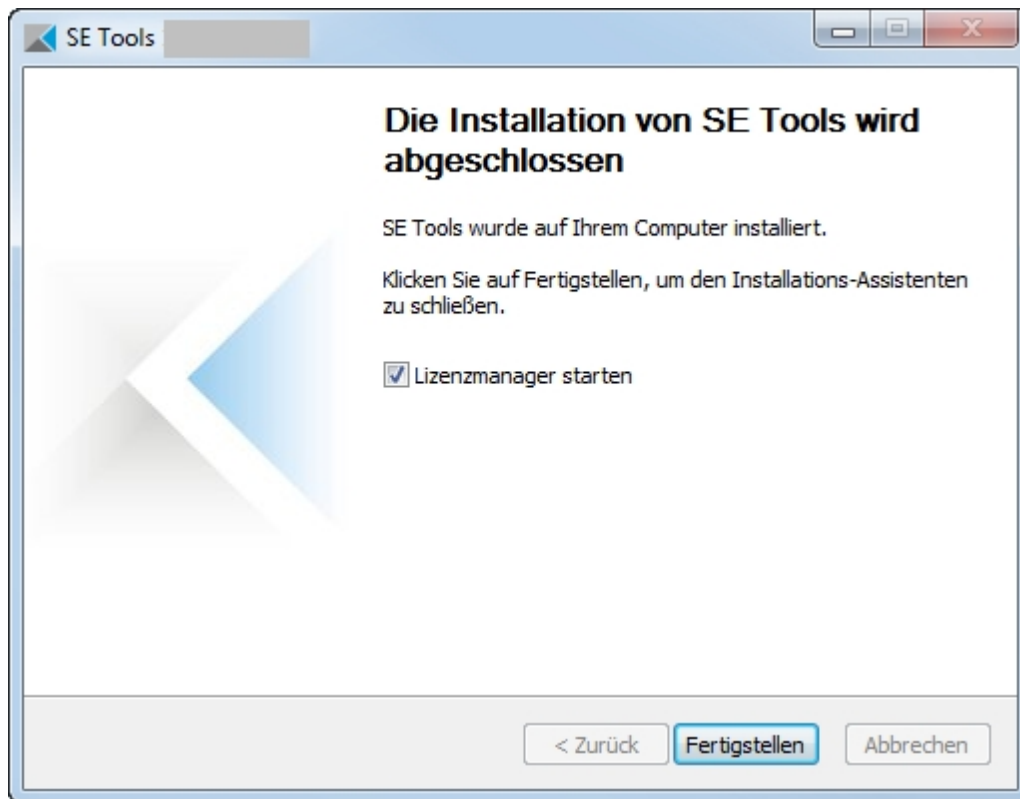 SE Tools
Die Installation von SE Tools wird
abgeschlossen
SE Tools wurde auf Ihrem Computer installiert.
Klicken Sie auf Fertigstellen, um den Installations-Assistenten
zu schließen.
Lizenzmanager starten
< Zurück Fertigstellen Abbrechen